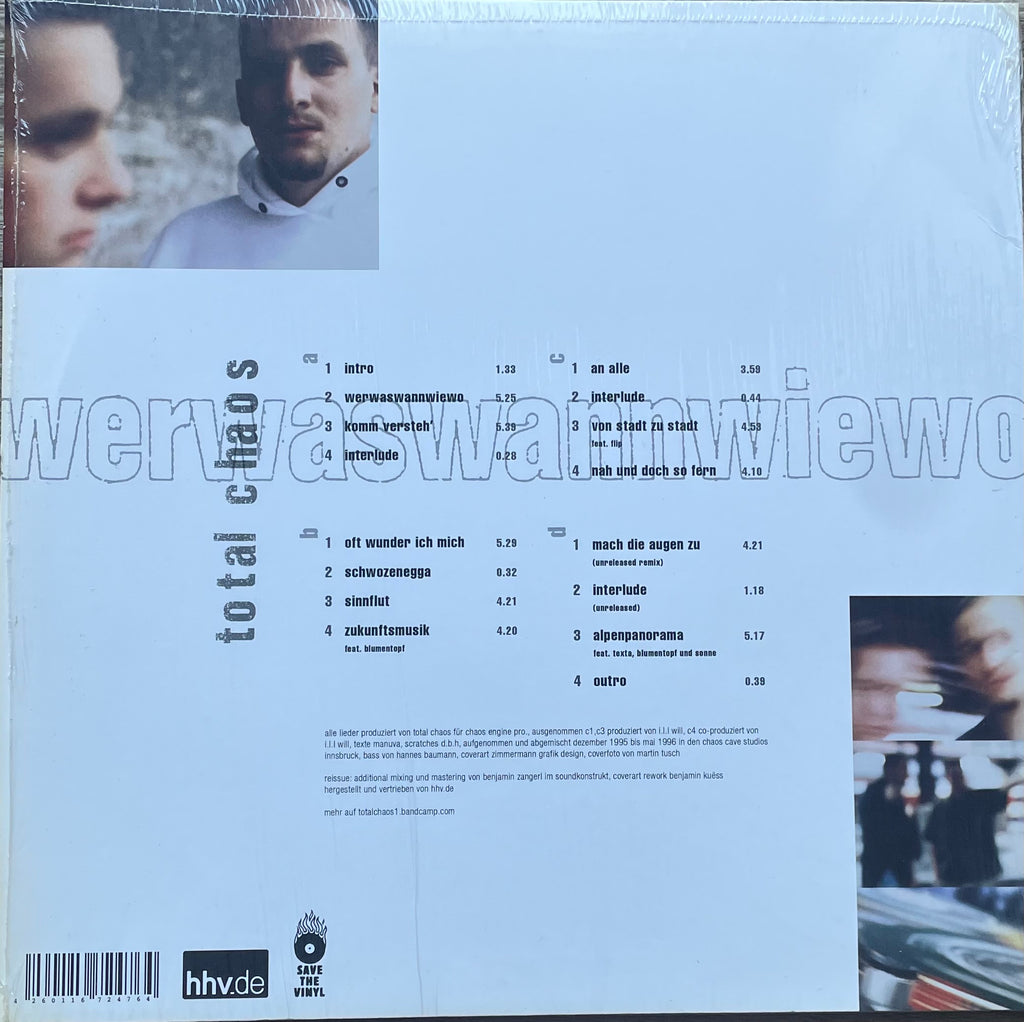 total chaos
werwaswannwiewo
a
1 intro 1.33
2 werwaswannwiewo 5.25
3 komm versteh' 5.39
4 interlude 0.28
b
1 oft wunder ich mich 5.29
2 schwozenegga 0.32
3 sinnflut 4.21
4 zukunftsmusik 4.20
feat. blumentopf
c
1 an alle 3.59
2 interlude 0.44
3 von stadt zu stadt 4.53
feat. flip
4 nah und doch so fern 4.10
d
1 mach die augen zu 4.21
(unreleased remix)
2 interlude 1.18
(unreleased)
3 alpenpanorama 5.17
feat. texta, blumentopf und sonne
4 outro 0.39
alle lieder produziert von total chaos für chaos engine pro., ausgenommen c1,c3 produziert von i.l.l will, c4 co-produziert von
i.l.l will, texte manuva, scratches d.b.h, aufgenommen und abgemischt dezember 1995 bis mai 1996 in den chaos cave studios
innsbruck, bass von hannes baumann, coverart zimmermann grafik design, coverfoto von martin tusch
reissue: additional mixing und mastering von benjamin zangerl im soundkonstrukt, coverart rework benjamin kuëss
hergestellt und vertrieben von hhv.de
mehr auf totalchaos1.bandcamp.com
4 260116 724764
hhv.de
SAVE
THE
VINYL